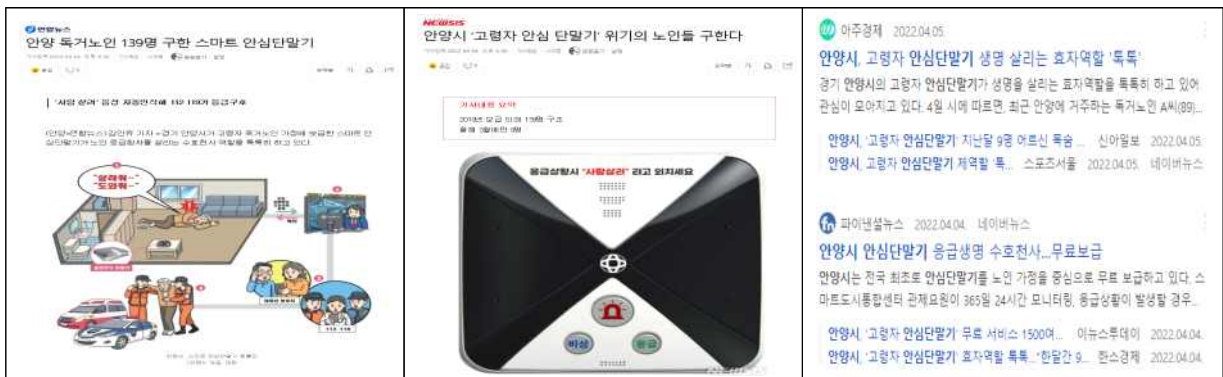 연합뉴스
안양 독거노인 139명 구한 스마트 안심단말기
'사람 살려' 음성 자동인식해 112·119가 응급구호
"살려줘~"
"도와줘~"
112 119
NEWSIS
안양시 '고령자 안심 단말기' 위기의 노인들 구한다
기사내용 요약
응급상황시 "사람살려" 라고 외치세요
비상
응급
아주경제 2022.04.05.
안양시, 고령자 안심단말기 생명 살리는 효자역할 '톡톡'
경기 안양시의 고령자 안심단말기가 생명을 살리는 효자역할을 톡톡히 하고 있어
관심이 모아지고 있다. 4일 시에 따르면, 최근 안양에 거주하는 독거노인 A씨(89)...
안양시, '고령자 안심단말기' 지난달 9명 어르신 목숨 ... 신아일보 2022.04.05.
안양시, 고령자 안심단말기 제역할 '톡... 스포츠서울 2022.04.05. 네이버뉴스
fn 파이낸셜뉴스 2022.04.04. 네이버뉴스
안양시 안심단말기 응급생명 수호천사...무료보급
안양시는 전국 최초로 안심단말기를 노인 가정을 중심으로 무료 보급하고 있다. 스
마트도시통합센터 관제요원이 365일 24시간 모니터링, 응급상황이 발생할 경우...
안양시, '고령자 안심단말기' 무료 서비스 1500여... 이뉴스투데이 2022.04.04.
안양시, '고령자 안심단말기' 효자역할 톡톡..."한달간 9... 한스경제 2022.04.04.